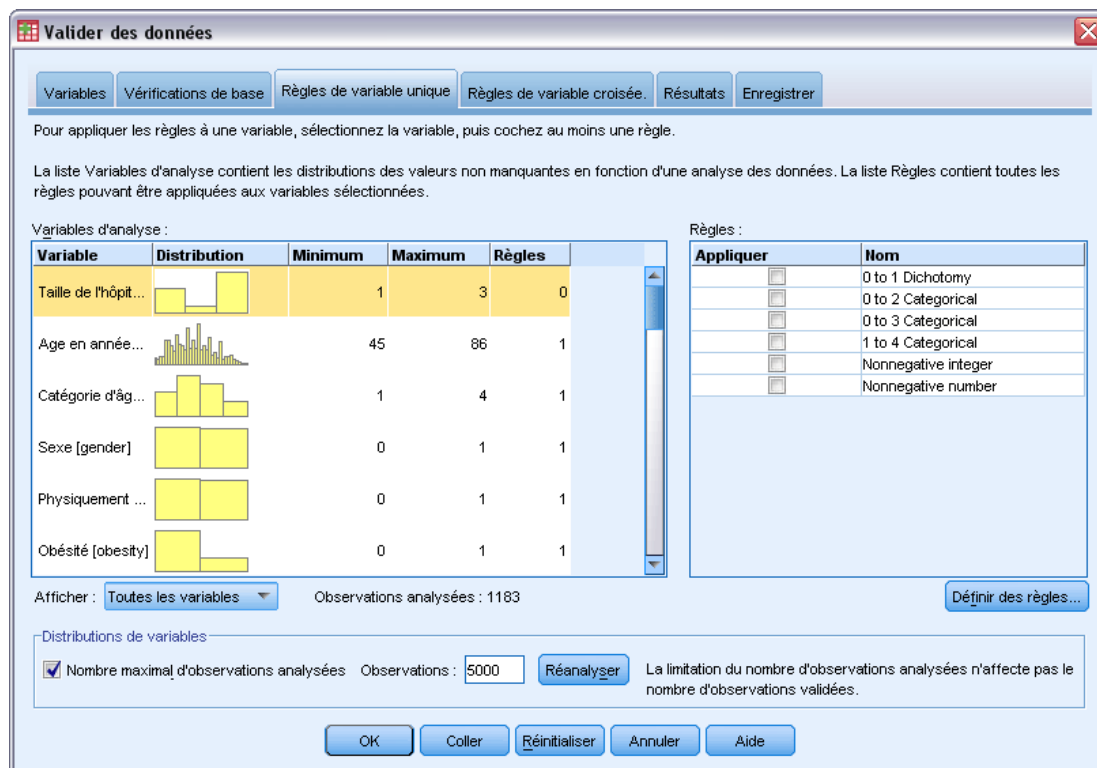 Valider des données
Variables Vérifications de base Règles de variable unique Règles de variable croisée. Résultats Enregistrer
Pour appliquer les règles à une variable, sélectionnez la variable, puis cochez au moins une règle.
La liste Variables d'analyse contient les distributions des valeurs non manquantes en fonction d'une analyse des données. La liste Règles contient toutes les
règles pouvant être appliquées aux variables sélectionnées.
Variables d'analyse :
Variable Distribution Minimum Maximum Règles
Taille de l'hôpit... 1 3 0
Age en année... 45 86 1
Catégorie d'âg... 1 4 1
Sexe [gender] 0 1 1
Physiquement ... 0 1 1
Obésité [obesity] 0 1 1
Règles :
Appliquer Nom
0 to 1 Dichotomy
0 to 2 Categorical
0 to 3 Categorical
1 to 4 Categorical
Nonnegative integer
Nonnegative number
Afficher : Toutes les variables Observations analysées : 1183
Définir des règles...
Distributions de variables
Nombre maximal d'observations analysées Observations : 5000 Réanalyser
La limitation du nombre d'observations analysées n'affecte pas le
nombre d'observations validées.
OK Coller Réinitialiser Annuler Aide